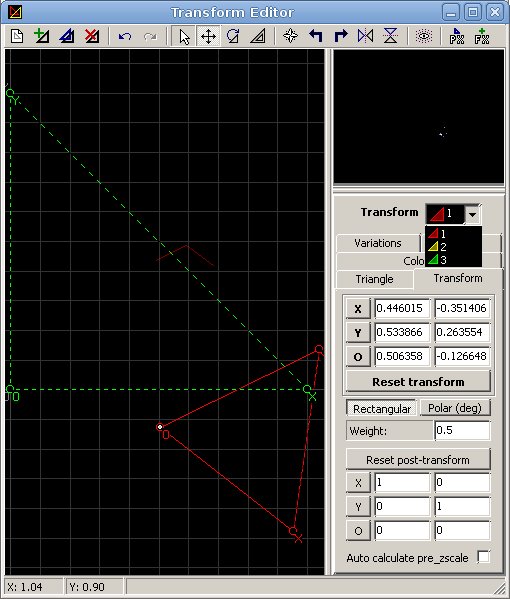 Transform Editor
PX FX
Transform 1
1
2
3
Variations
Colo
Triangle Transform
X 0.446015 -0.351406
Y 0.533866 0.263554
O 0.506358 -0.126648
Reset transform
Rectangular Polar (deg)
Weight: 0.5
Reset post-transform
X 1 0
Y 0 1
O 0 0
Auto calculate pre_zscale
Y
O
X
O
X
X: 1.04 Y: 0.90